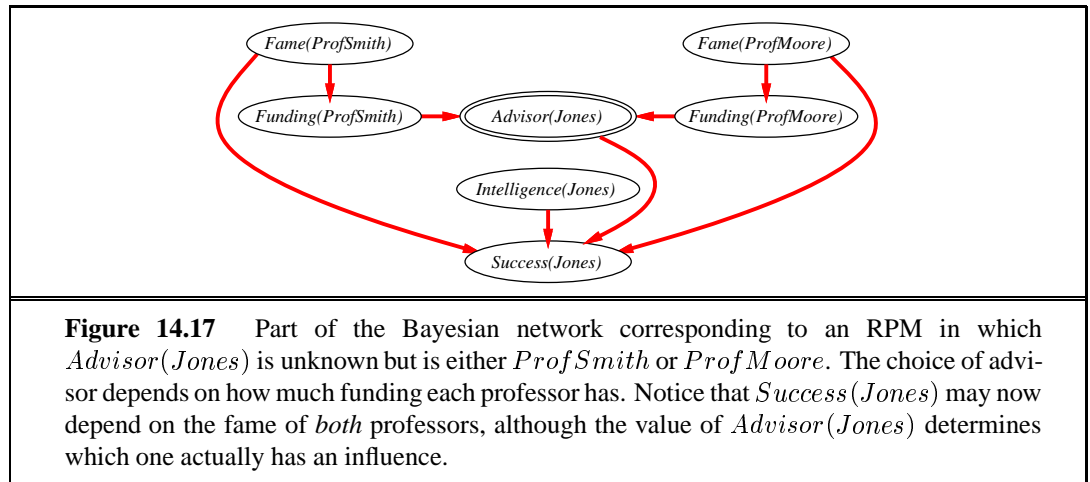 Fame(ProfSmith) Fame(ProfMoore)
Funding(ProfSmith) Advisor(Jones) Funding(ProfMoore)
Intelligence(Jones)
Success(Jones)
Figure 14.17 Part of the Bayesian network corresponding to an RPM in which
Advisor(Jones) is unknown but is either ProfSmith or ProfMoore. The choice of advi-
sor depends on how much funding each professor has. Notice that Success(Jones) may now
depend on the fame of both professors, although the value of Advisor(Jones) determines
which one actually has an influence.